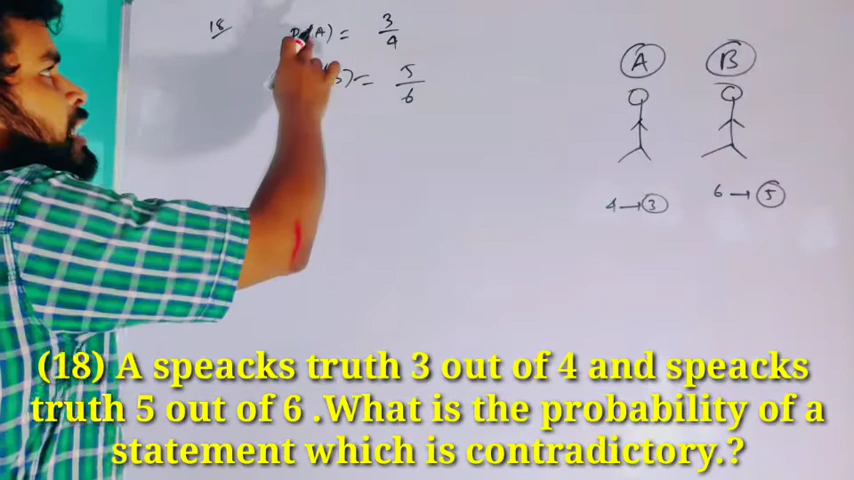 18
(A) = 3/4
= 5/6
A B
4 → 3
6 → 5
(18) A speacks truth 3 out of 4 and speacks
truth 5 out of 6 .What is the probability of a
statement which is contradictory.?